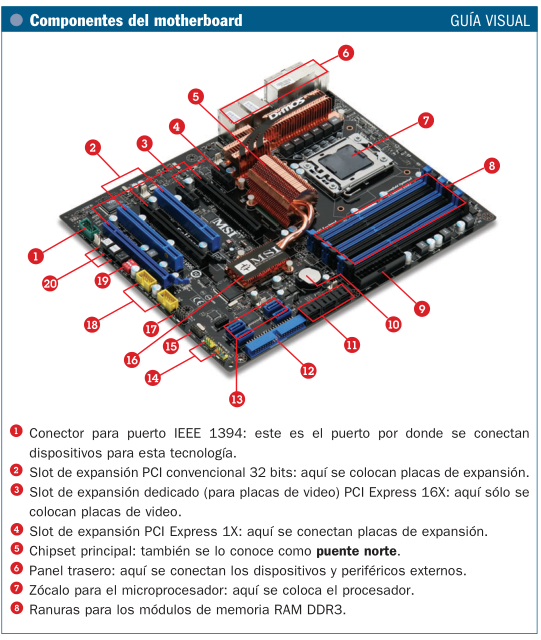 Componentes del motherboard GUÍA VISUAL
6
5
7
4
3
2
8
DrMOS
MSI
MSI
1
20
19
18
17
16
15
14
13
12
11
10
9
1 Conector para puerto IEEE 1394: este es el puerto por donde se conectan
dispositivos para esta tecnología.
2 Slot de expansión PCI convencional 32 bits: aquí se colocan placas de expansión.
3 Slot de expansión dedicado (para placas de video) PCI Express 16X: aquí sólo se
colocan placas de video.
4 Slot de expansión PCI Express 1X: aquí se conectan placas de expansión.
5 Chipset principal: también se lo conoce como puente norte.
6 Panel trasero: aquí se conectan los dispositivos y periféricos externos.
7 Zócalo para el microprocesador: aquí se coloca el procesador.
8 Ranuras para los módulos de memoria RAM DDR3.